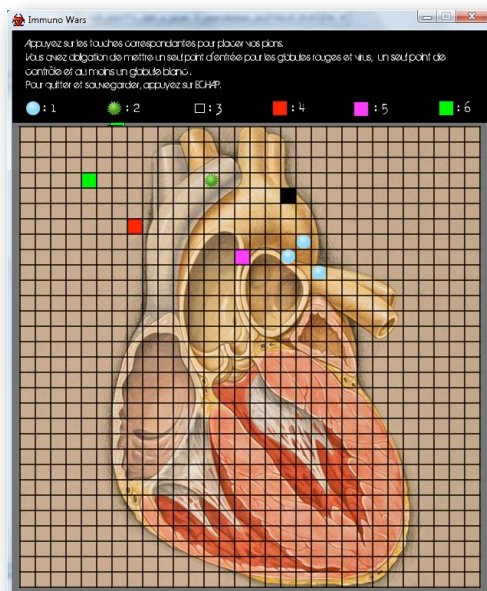 Immuno Wars
Appuyez sur les touches correspondantes pour placer vos pions.
Vous avez obligation de mettre un seul point d'entrée pour les globules rouges et virus, un seul point de
contrôle et au moins un globule blanc.
Pour quitter et sauvegarder, appuyez sur ECHAP.
: 1 : 2 : 3 : 4 : 5 : 6